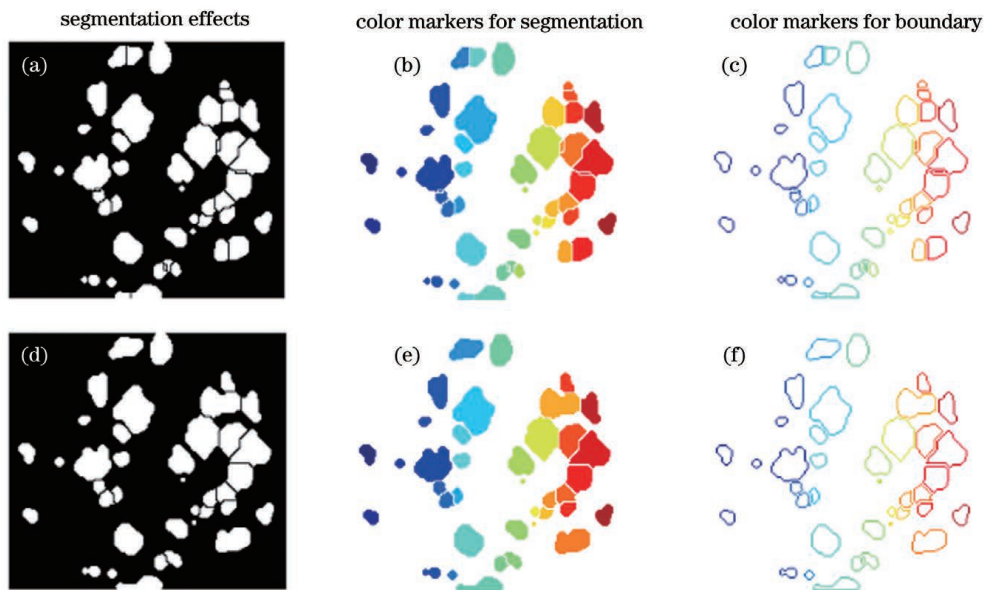 segmentation effects
color markers for segmentation
color markers for boundary
(a)
(b)
(c)
(d)
(e)
(f)